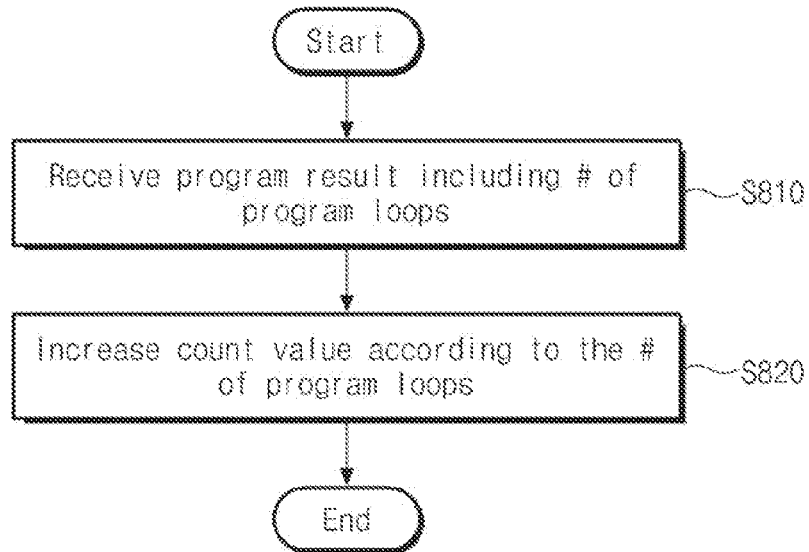 Start
Receive program result including # of
program loops
S810
Increase count value according to the #
of program loops
S820
End